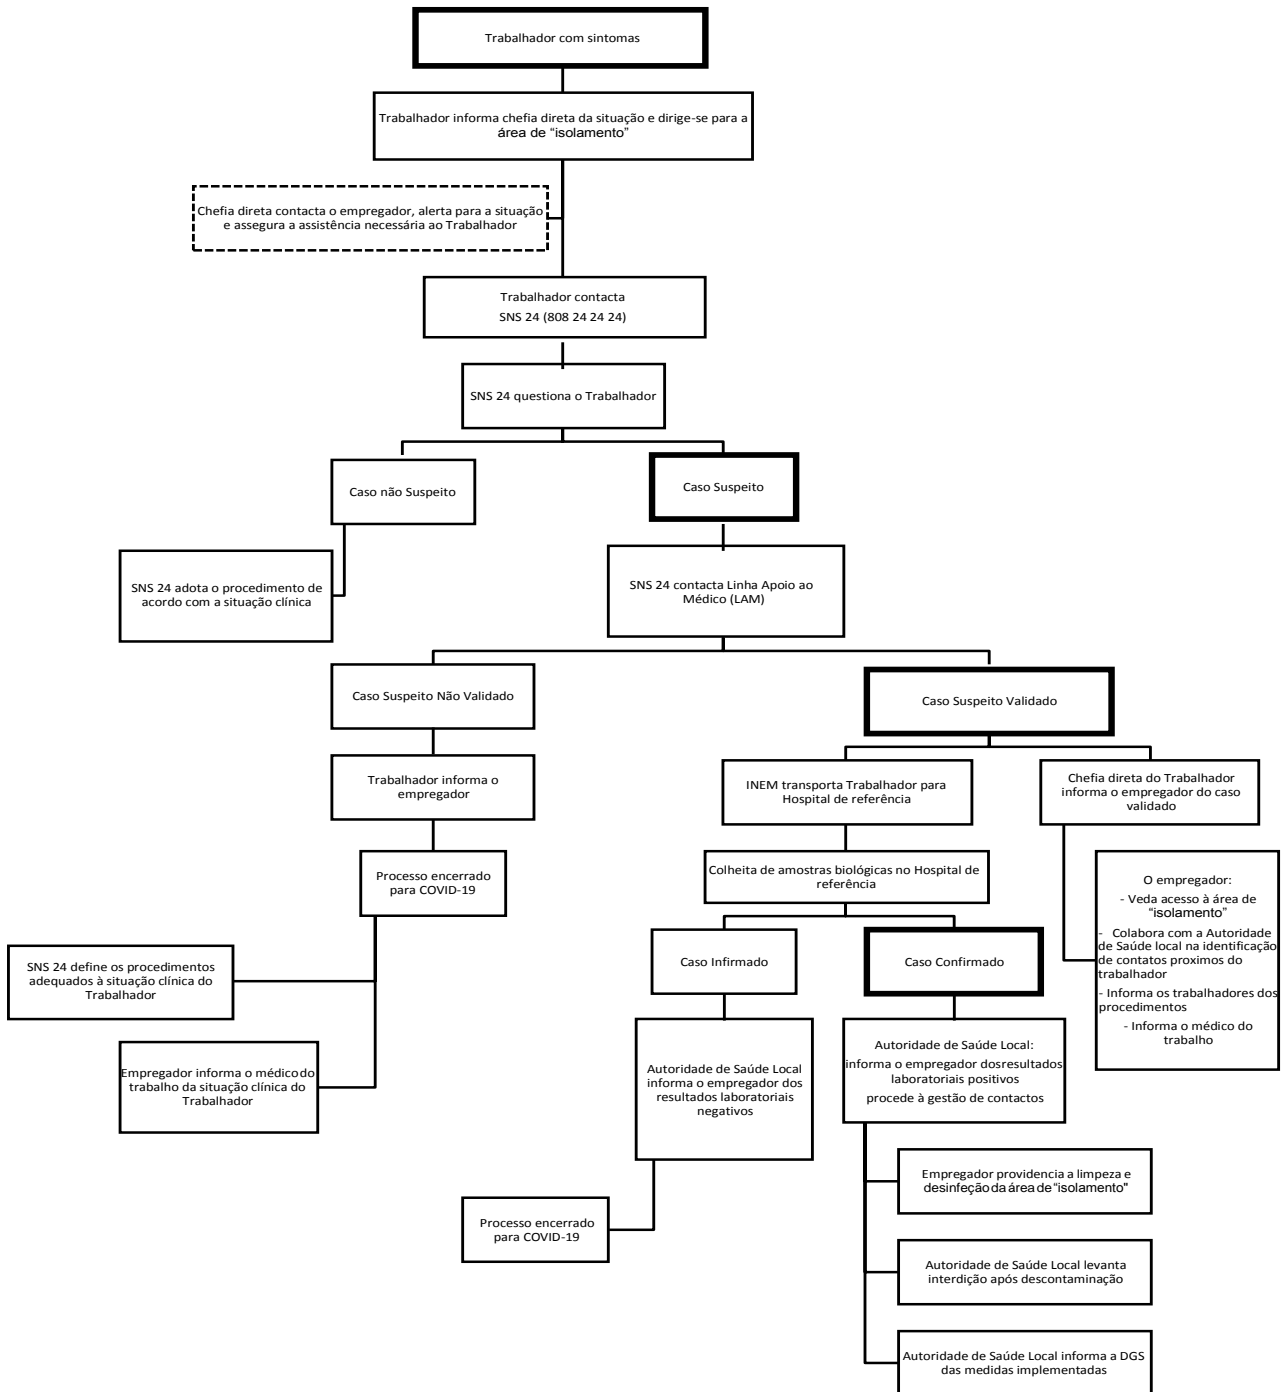 Trabalhador com sintomas
Trabalhador informa chefia direta da situação e dirige-se para a
área de “isolamento”
Chefia direta contacta o empregador, alerta para a situação
e assegura a assistência necessária ao Trabalhador
Trabalhador contacta
SNS 24 (808 24 24 24)
SNS 24 questiona o Trabalhador
Caso não Suspeito
Caso Suspeito
SNS 24 adota o procedimento de
acordo com a situação clínica
SNS 24 contacta Linha Apoio ao
Médico (LAM)
Caso Suspeito Não Validado
Caso Suspeito Validado
Trabalhador informa o
empregador
INEM transporta Trabalhador para
Hospital de referência
Chefia direta do Trabalhador
informa o empregador do caso
validado
Processo encerrado
para COVID-19
Colheita de amostras biológicas no Hospital de
referência
O empregador:
- Veda acesso à área de
“isolamento”
- Colabora com a Autoridade
de Saúde local na identificação
de contatos proximos do
trabalhador
- Informa os trabalhadores dos
procedimentos
- Informa o médico do
trabalho
SNS 24 define os procedimentos
adequados à situação clínica do
Trabalhador
Caso Infirmado
Caso Confirmado
Empregador informa o médico do
trabalho da situação clínica do
Trabalhador
Autoridade de Saúde Local
informa o empregador dos
resultados laboratoriais
negativos
Autoridade de Saúde Local:
informa o empregador dosresultados
laboratoriais positivos
procede à gestão de contactos
Processo encerrado
para COVID-19
Empregador providencia a limpeza e
desinfeção da área de “isolamento”
Autoridade de Saúde Local levanta
interdição após descontaminação
Autoridade de Saúde Local informa a DGS
das medidas implementadas